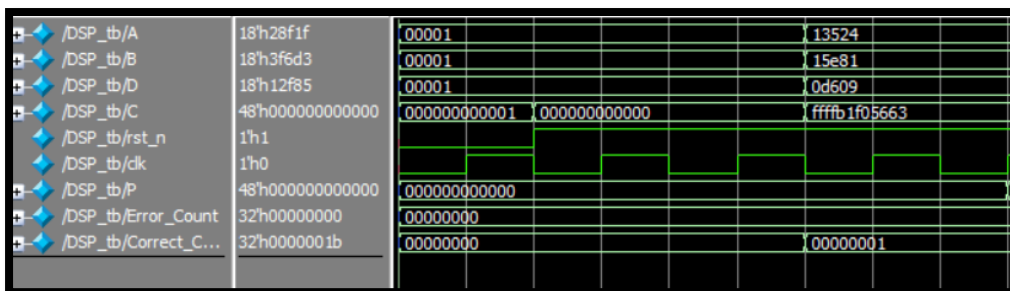 /DSP_tb/A 18'h28f1f 00001 13524
/DSP_tb/B 18'h3f6d3 00001 15e81
/DSP_tb/D 18'h12f85 00001 0d609
/DSP_tb/C 48'h000000000000 000000000001 000000000000 ffffb1f05663
/DSP_tb/rst_n 1'h1
/DSP_tb/clk 1'h0
/DSP_tb/P 48'h000000000000 000000000000
/DSP_tb/Error_Count 32'h00000000 00000000
/DSP_tb/Correct_C... 32'h0000001b 00000000 00000001